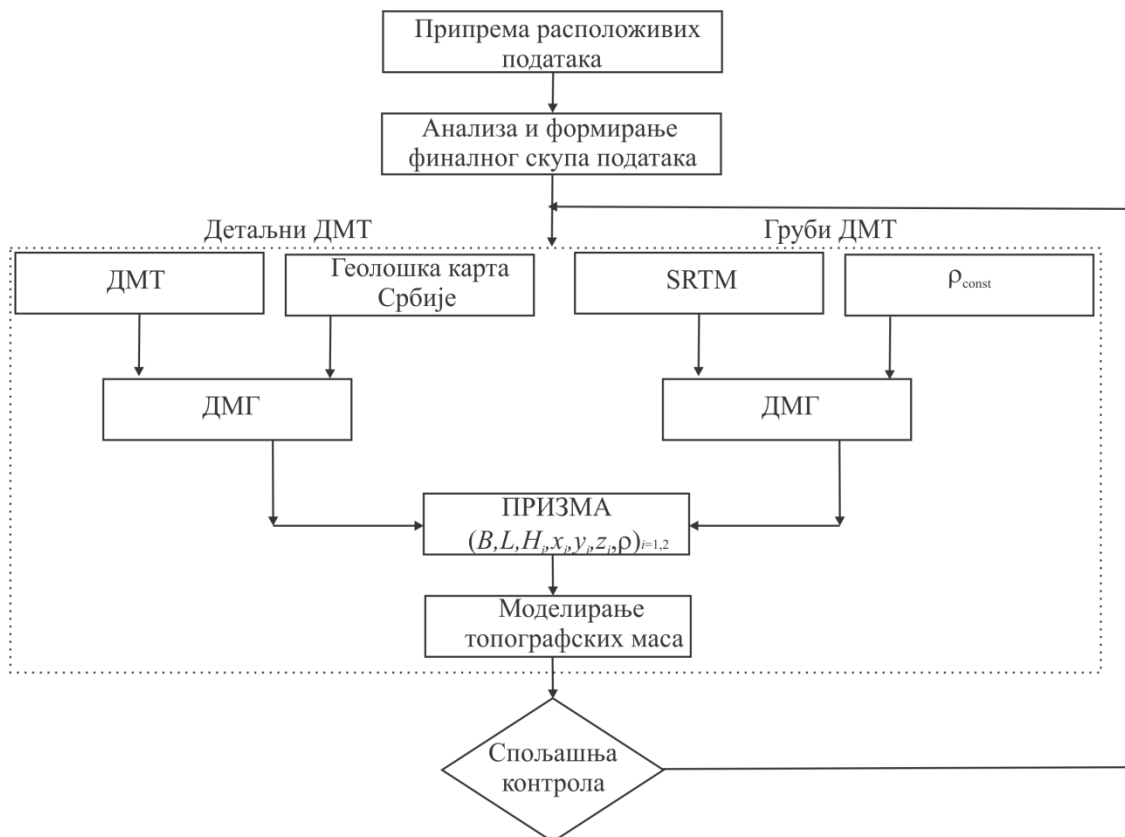 Припрема расположивих
података
Анализа и формирање
финалног скупа података
Детаљни ДМТ
Груби ДМТ
ДМТ
Геолошка карта
Србије
SRTM
ρconst
ДМГ
ДМГ
ПРИЗМА
(B,L,Hi,xi,yi,zi,ρ)i=1,2
Моделирање
топографских маса
Спољашња
контрола